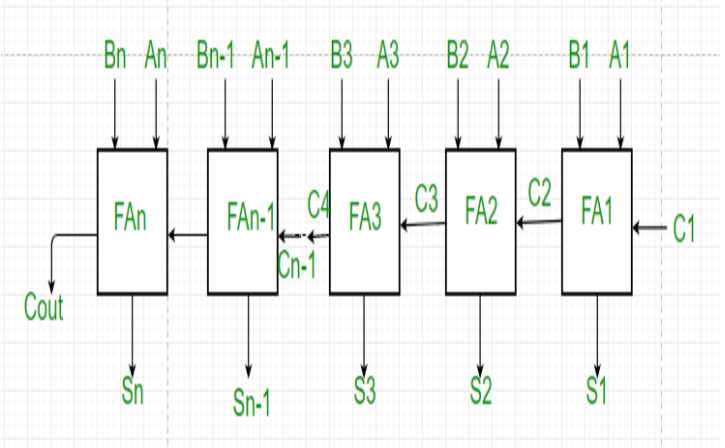 Bn An Bn-1 An-1 B3 A3 B2 A2 B1 A1
FAn FAn-1 C4 FA3 C3 FA2 C2 FA1 C1
Cn-1
Cout
Sn Sn-1 S3 S2 S1